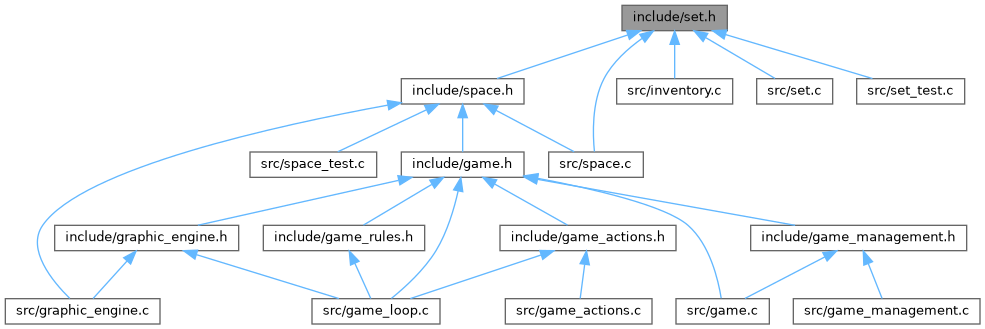 include/set.h
include/space.h
src/inventory.c
src/set.c
src/set_test.c
src/space_test.c
include/game.h
src/space.c
include/graphic_engine.h
include/game_rules.h
include/game_actions.h
include/game_management.h
src/graphic_engine.c
src/game_loop.c
src/game_actions.c
src/game.c
src/game_management.c